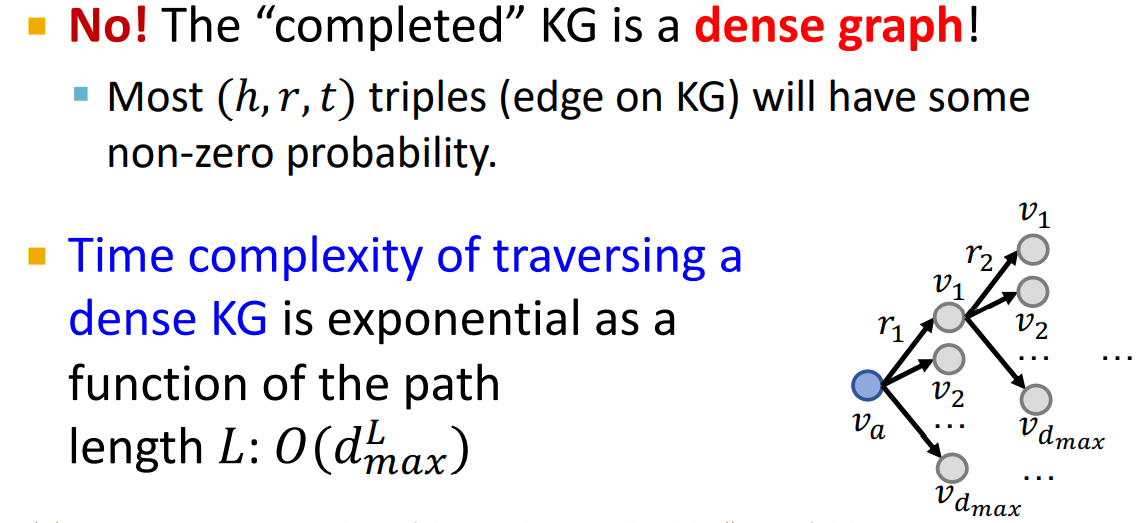 No! The “completed” KG is a dense graph!
Most (h, r, t) triples (edge on KG) will have some
non-zero probability.
Time complexity of traversing a
dense KG is exponential as a
function of the path
length L: O(d_{max}^{L})
v_1
r_2
v_1
v_2
r_1
...
...
v_2
v_a
...
v_{d_{max}}
...
v_{d_{max}}